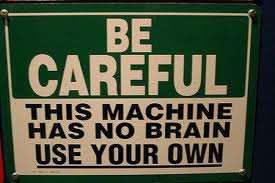 BE
CAREFUL
THIS MACHINE
HAS NO BRAIN
USE YOUR OWN